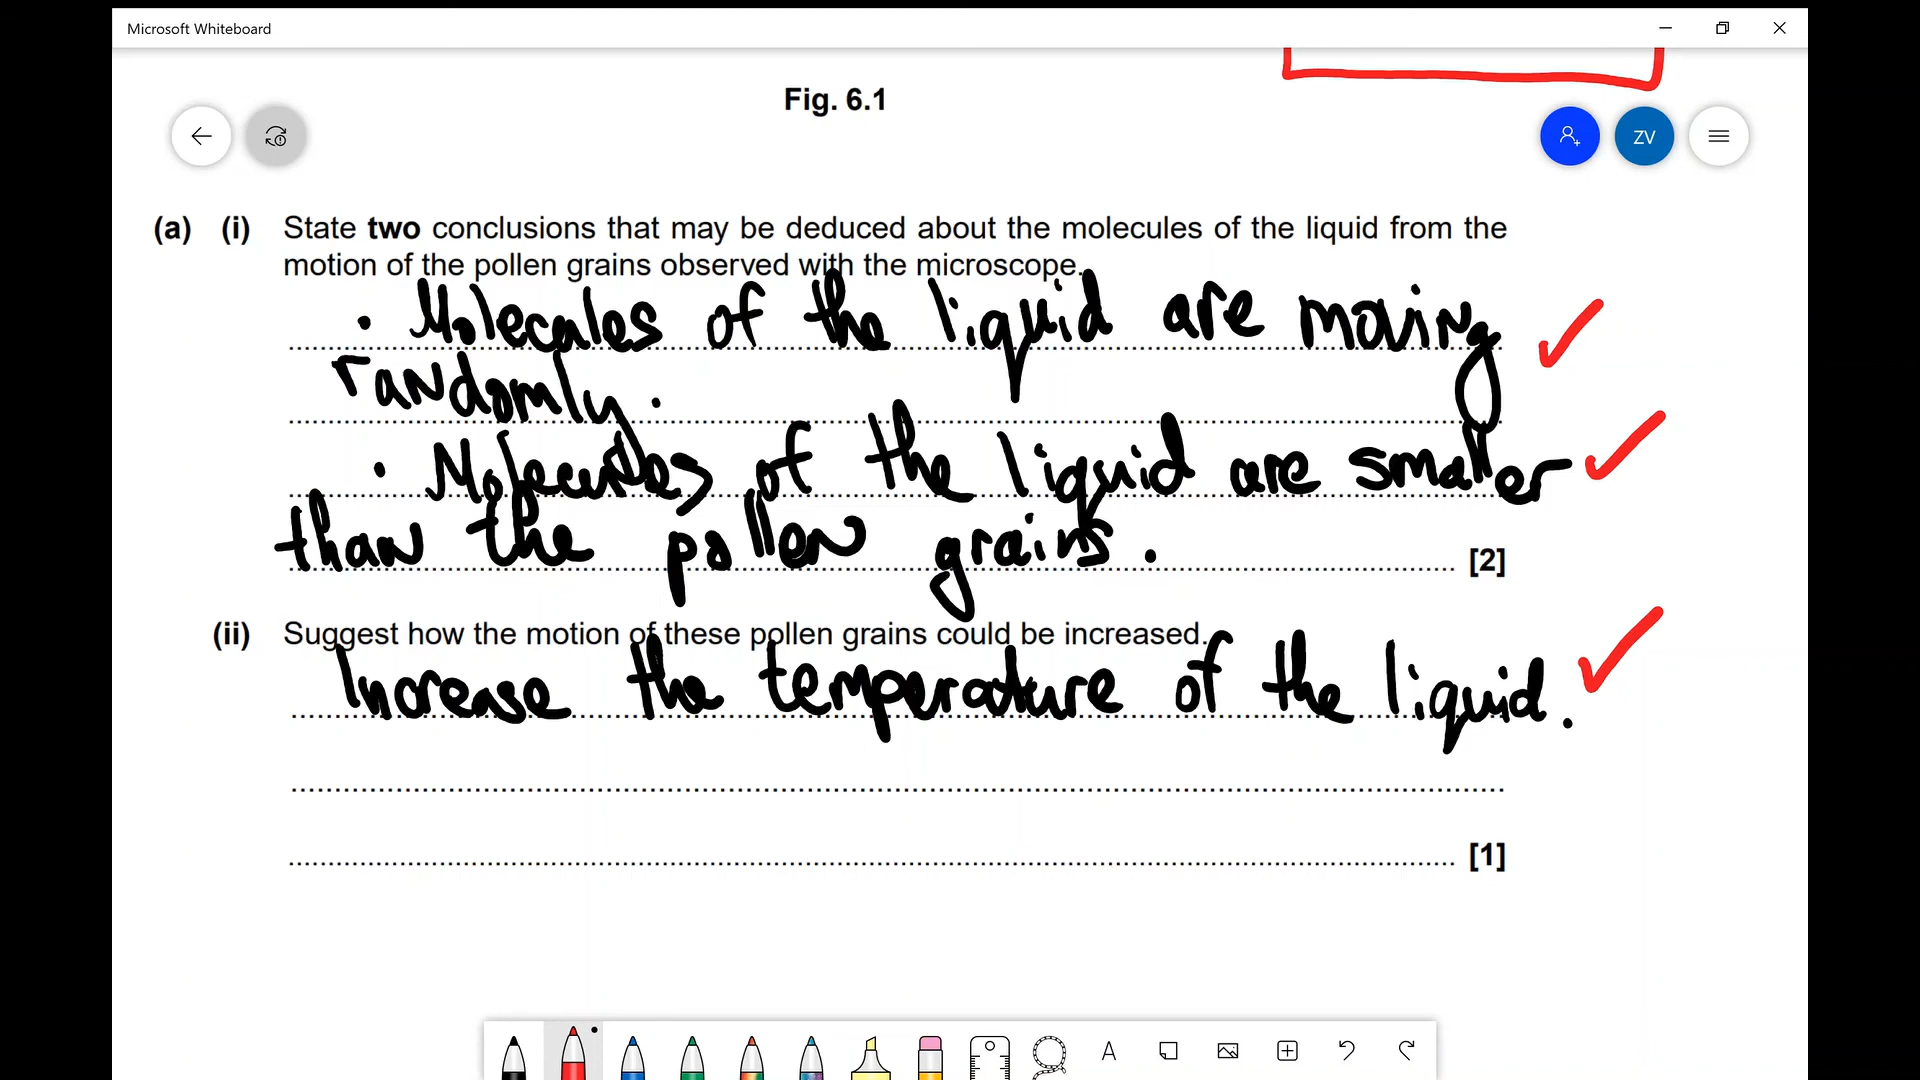 Microsoft Whiteboard
Fig. 6.1
ZV
(a) (i) State two conclusions that may be deduced about the molecules of the liquid from the
motion of the pollen grains observed with the microscope.
· Molecules of the liquid are moving
randomly.
· Molecules of the liquid are smaller
than the pollen grains.
[2]
(ii) Suggest how the motion of these pollen grains could be increased.
Increase the temperature of the liquid.
[1]
A